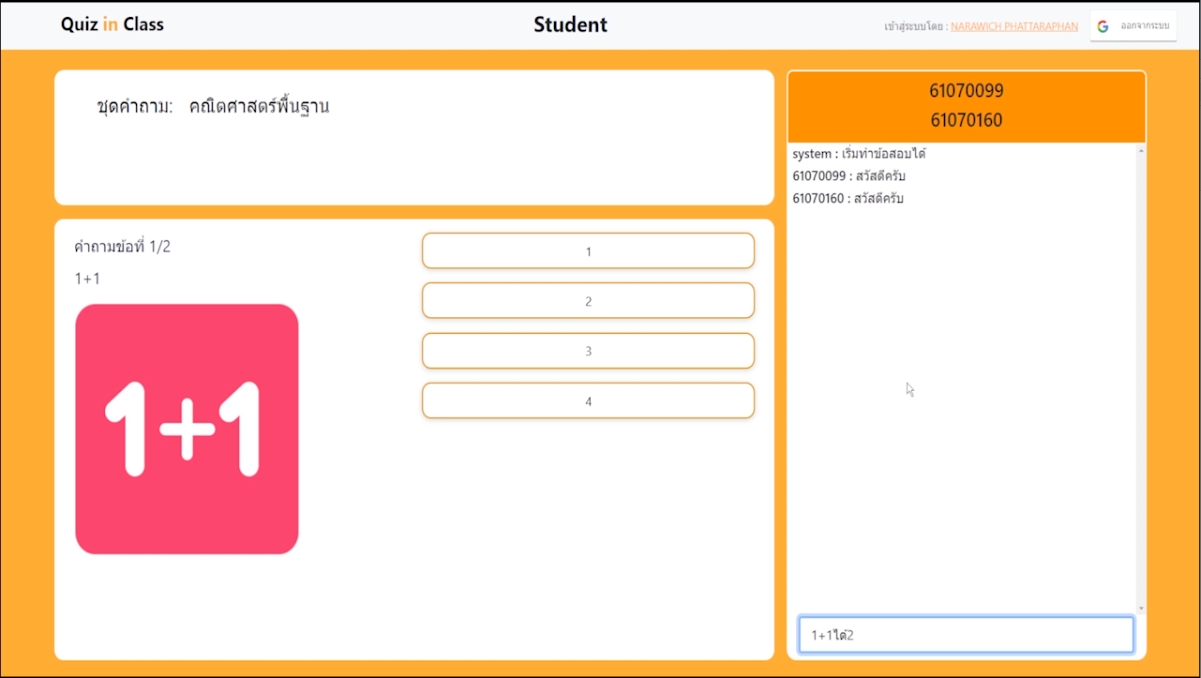 Quiz in Class
Student
เข้าสู่ระบบโดย : NARAWICH PHATTARAPHAN
ออกจากระบบ
ชุดคำถาม: คณิตศาสตร์พื้นฐาน
คำถามข้อที่ 1/2
1+1
1+1
1
2
3
4
61070099
61070160
system : เริ่มทำข้อสอบได้
61070099 : สวัสดีครับ
61070160 : สวัสดีครับ
1+1ได้2